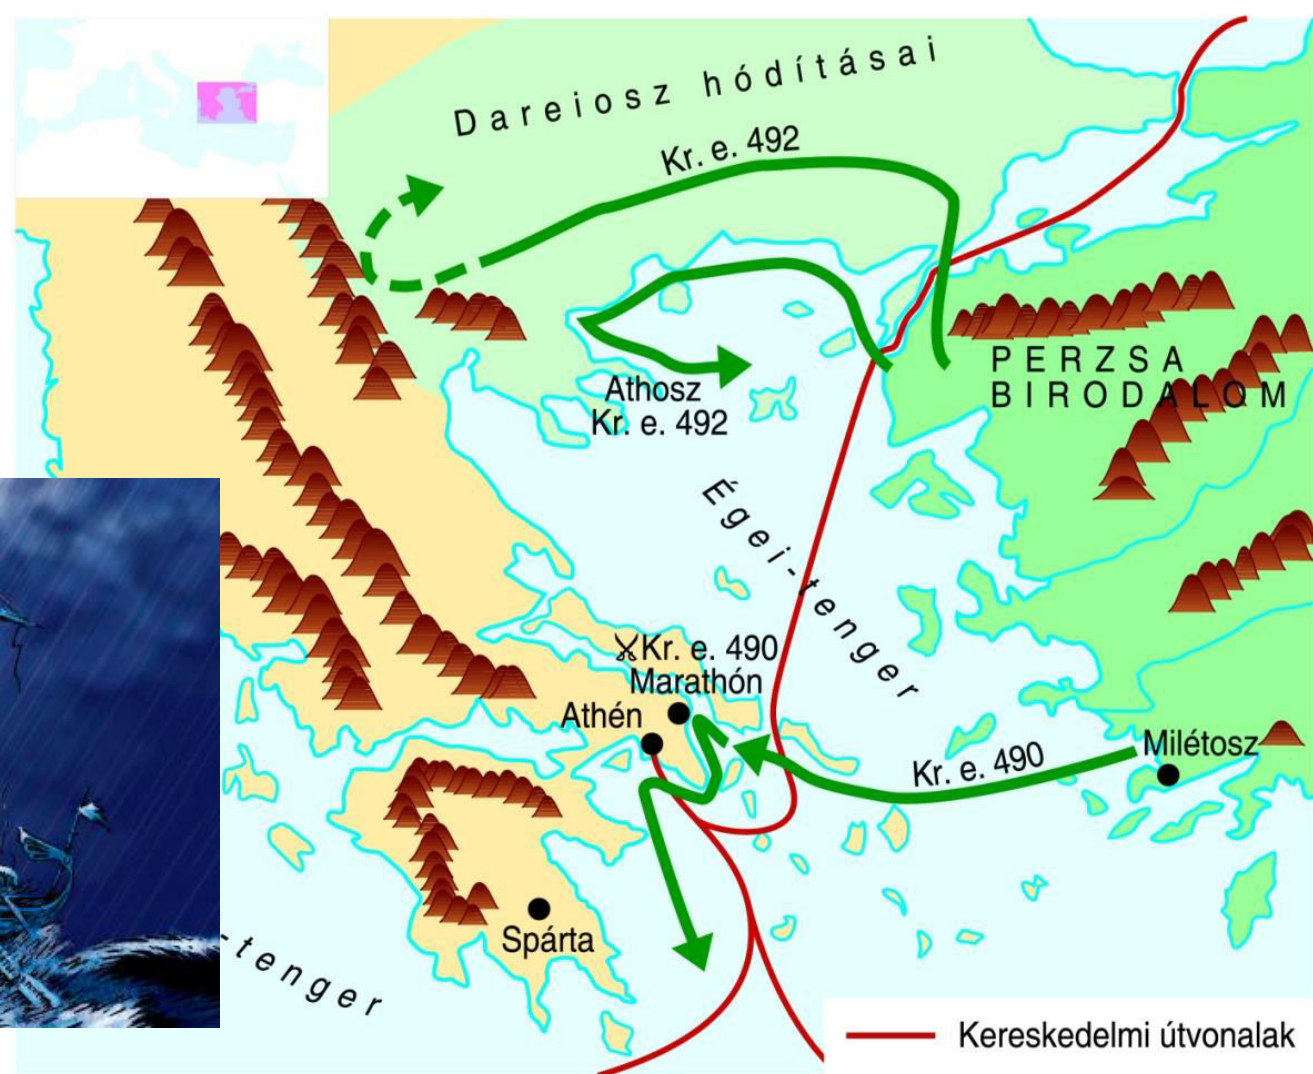 Dareiosz hódításai
Kr. e. 492
PERZSA
BIRODALOM
Athosz
Kr. e. 492
Égei-tenger
Kr. e. 490
Marathón
Athén
Milétosz
Kr. e. 490
Spárta
-tenger
Kereskedelmi útvonalak